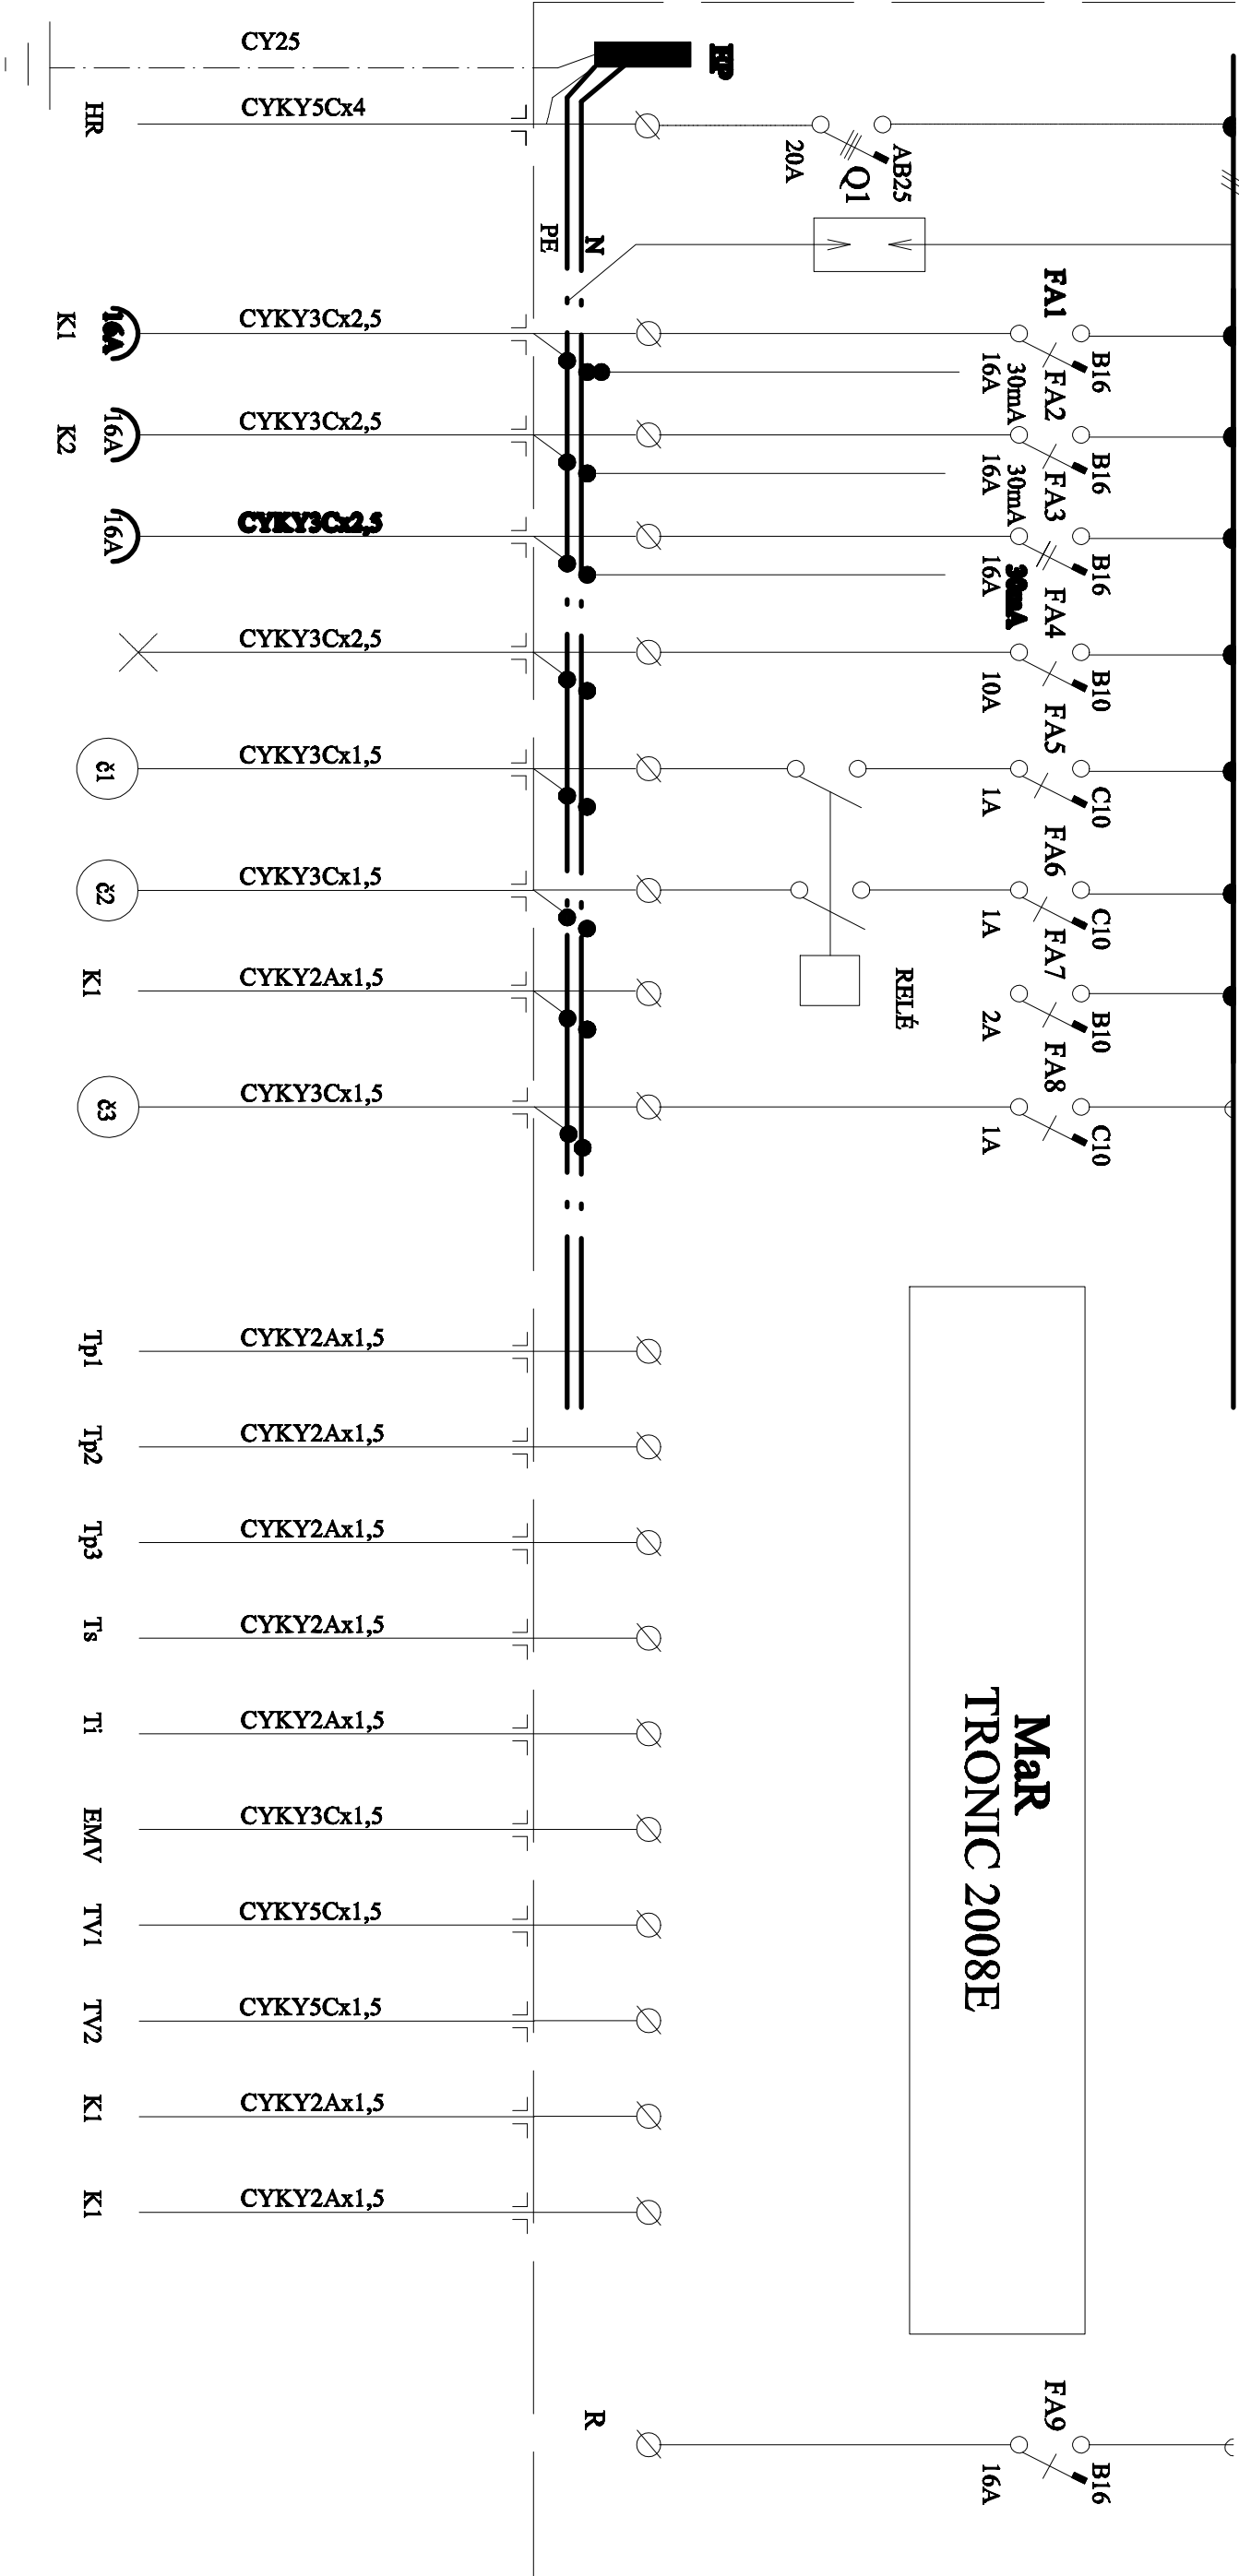 CY25
HP
HR
CYKY5Cx4
20A
AB25
Q1
PE
N
K1
16A
CYKY3Cx2,5
FA1
B16
30mA
16A
K2
16A
CYKY3Cx2,5
FA2
B16
30mA
16A
16A
CYKY3Cx2,5
FA3
B16
30mA
16A
CYKY3Cx2,5
FA4
B10
10A
č1
CYKY3Cx1,5
FA5
C10
1A
č2
CYKY3Cx1,5
FA6
C10
1A
RELÉ
K1
CYKY2Ax1,5
FA7
B10
2A
č3
CYKY3Cx1,5
FA8
C10
1A
Tp1
CYKY2Ax1,5
Tp2
CYKY2Ax1,5
Tp3
CYKY2Ax1,5
Ts
CYKY2Ax1,5
Ti
CYKY2Ax1,5
EMV
CYKY3Cx1,5
TV1
CYKY5Cx1,5
TV2
CYKY5Cx1,5
K1
CYKY2Ax1,5
K1
CYKY2Ax1,5
MaR
TRONIC 2008E
R
FA9
B16
16A